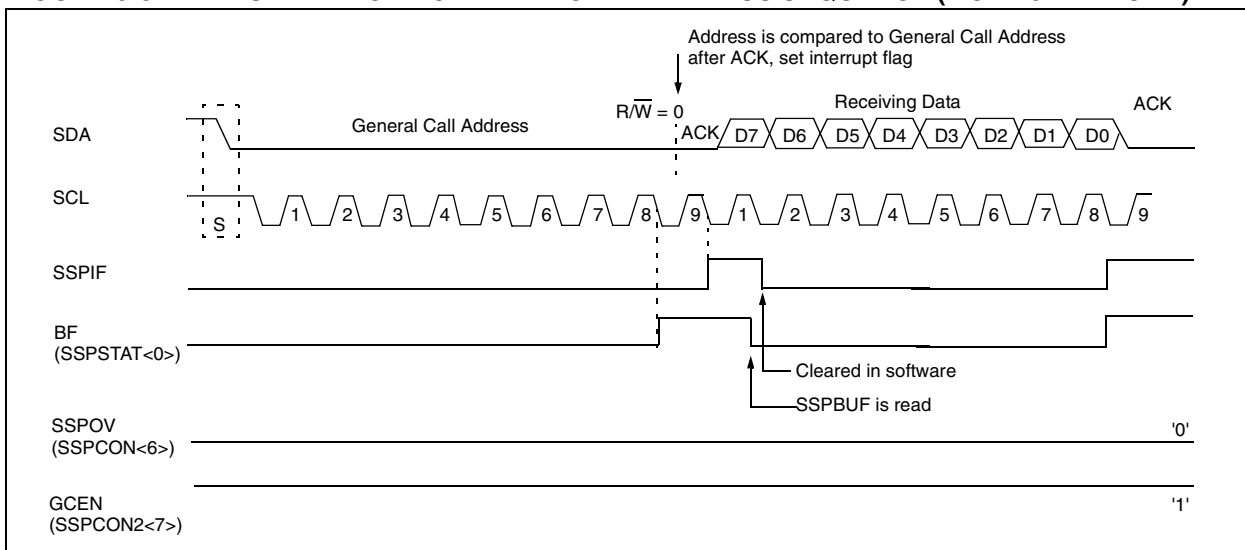 Address is compared to General Call Address
after ACK, set interrupt flag
R/W = 0
Receiving Data
ACK
SDA
General Call Address
ACK
D7 D6 D5 D4 D3 D2 D1 D0
SCL
S
1 2 3 4 5 6 7 8 9 1 2 3 4 5 6 7 8 9
SSPIF
BF
(SSPSTAT<0>)
Cleared in software
SSPBUF is read
SSPOV
(SSPCON<6>)
'0'
GCEN
(SSPCON2<7>)
'1'